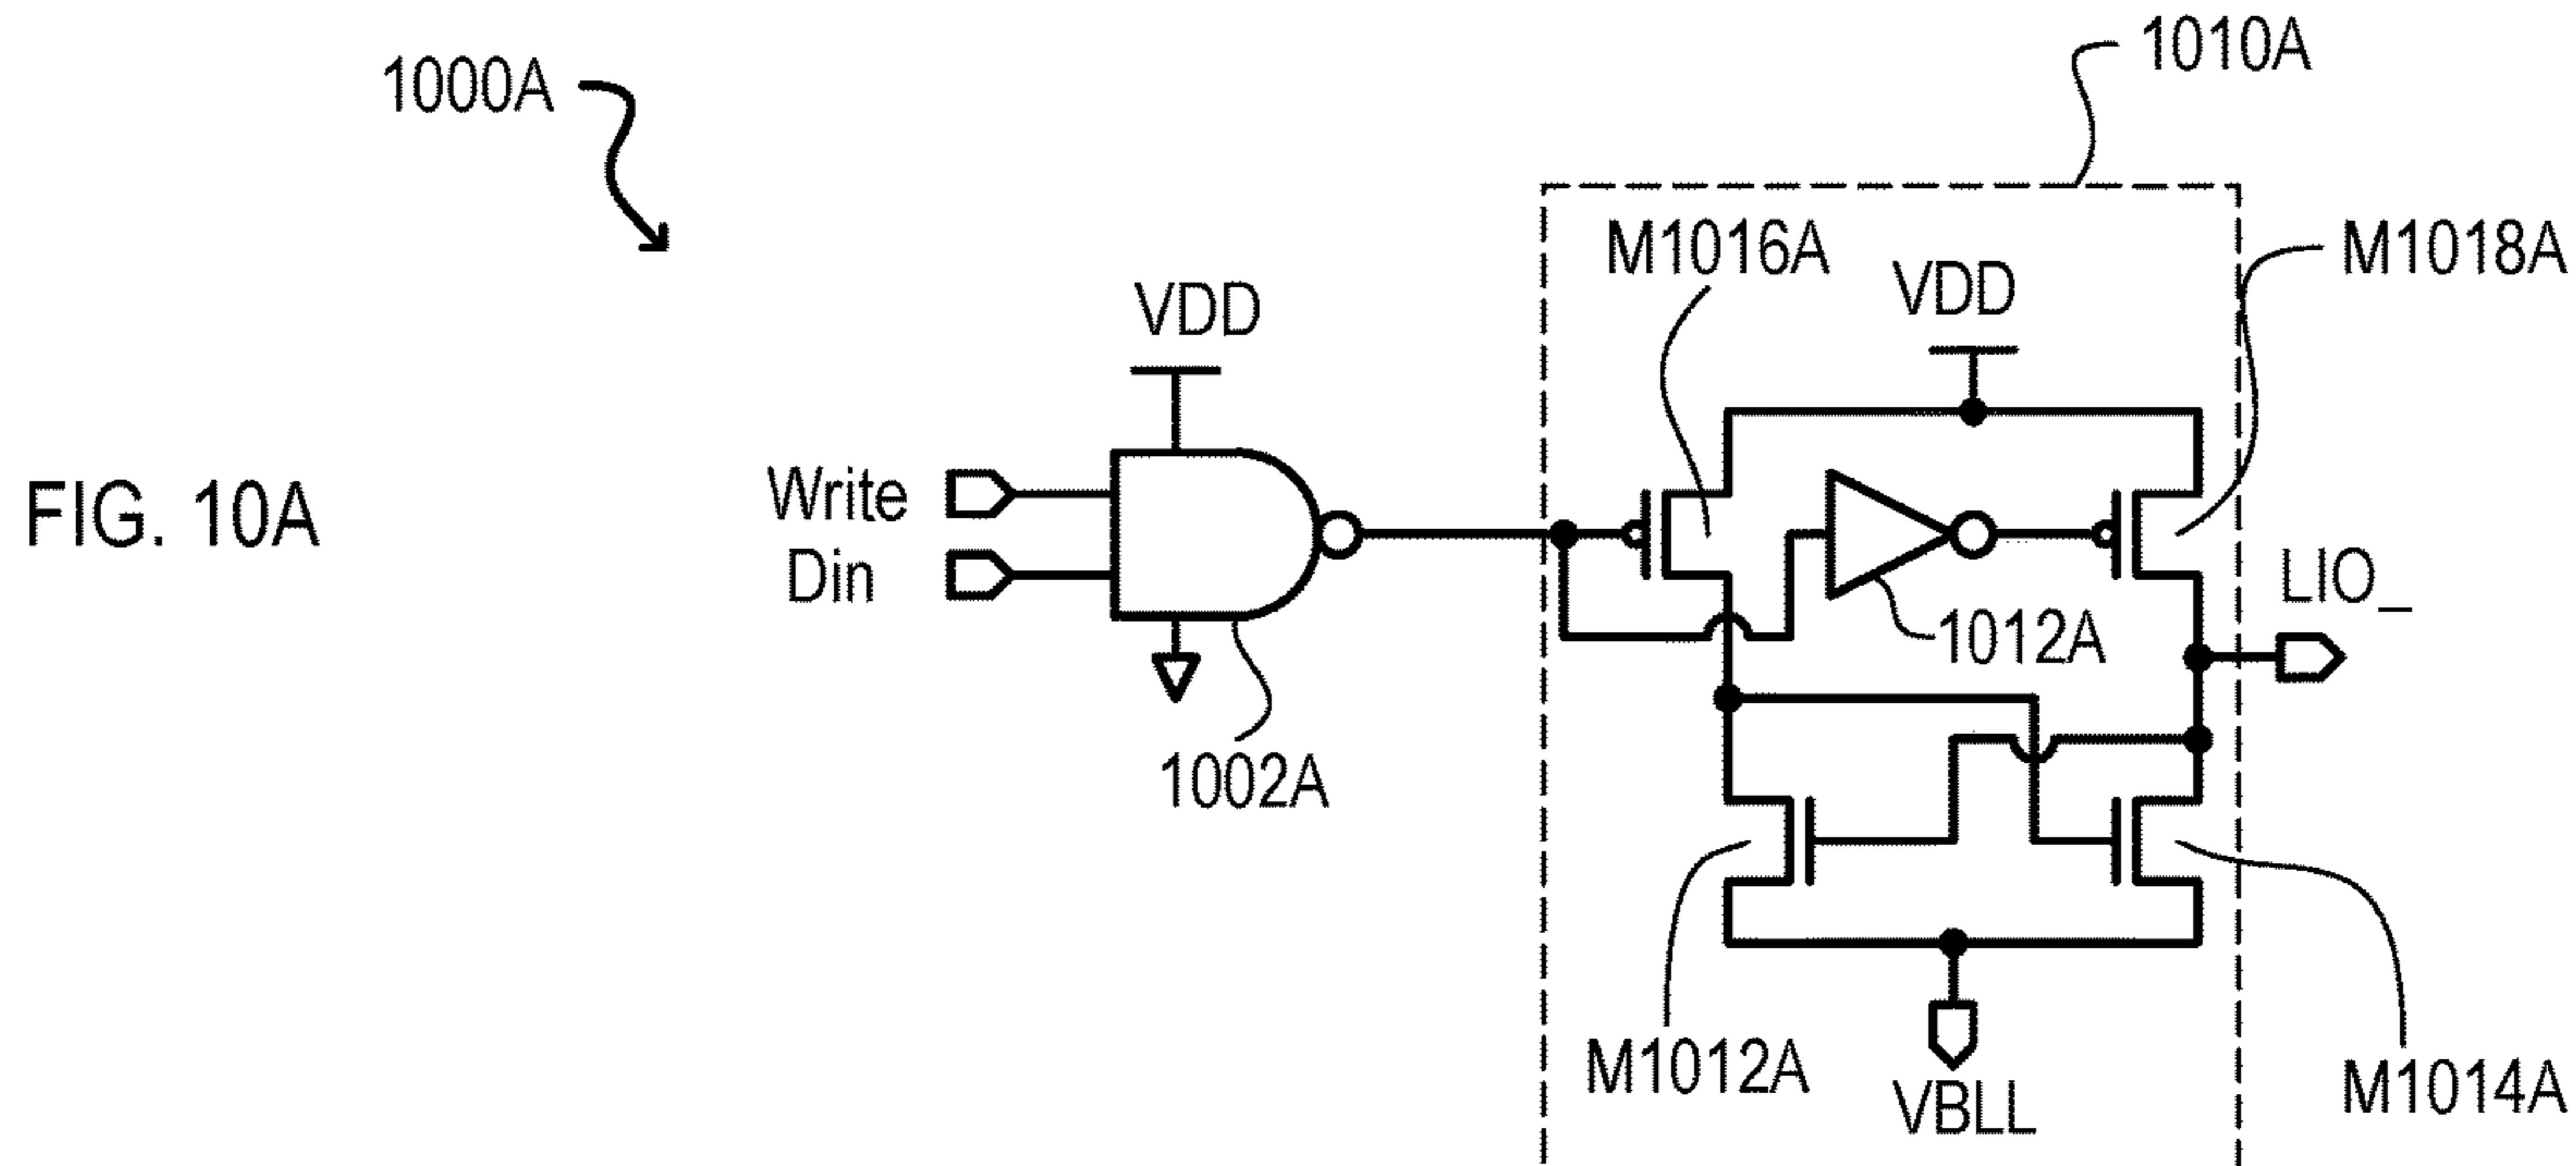 1010A
1000A
M1016A
M1018A
VDD
VDD
FIG. 10A
Write
Din
LIO_
1012A
1002A
M1012A
M1014A
VBLL